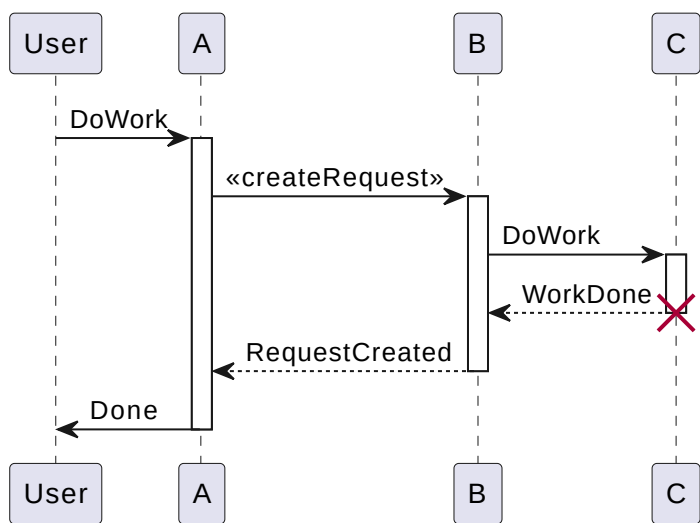 User
A
B
C
DoWork
«createRequest»
DoWork
WorkDone
RequestCreated
Done
User
A
B
C